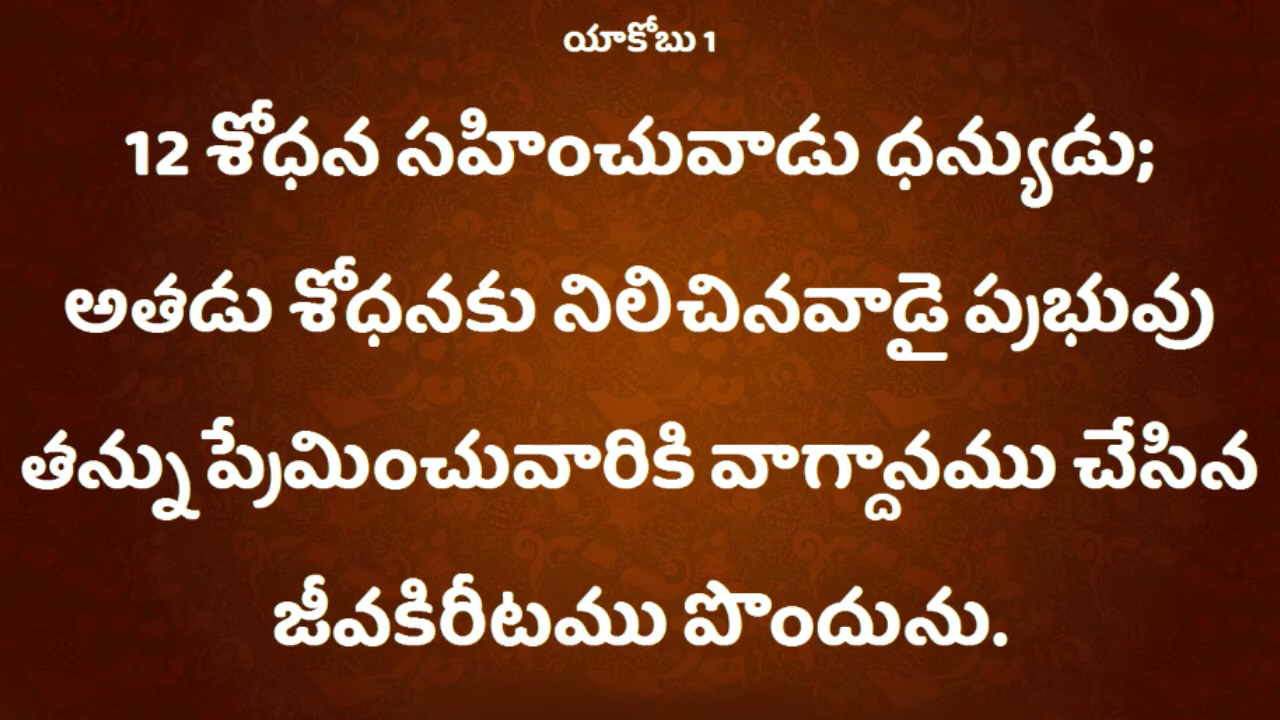 యాకోబు 1
12 శోధన సహించువాడు ధన్యుడు;
అతడు శోధనకు నిలిచినవాడై ప్రభువు
తన్ను ప్రేమించువారికి వాగ్దానము చేసిన
జీవకిరీటము పొందును.